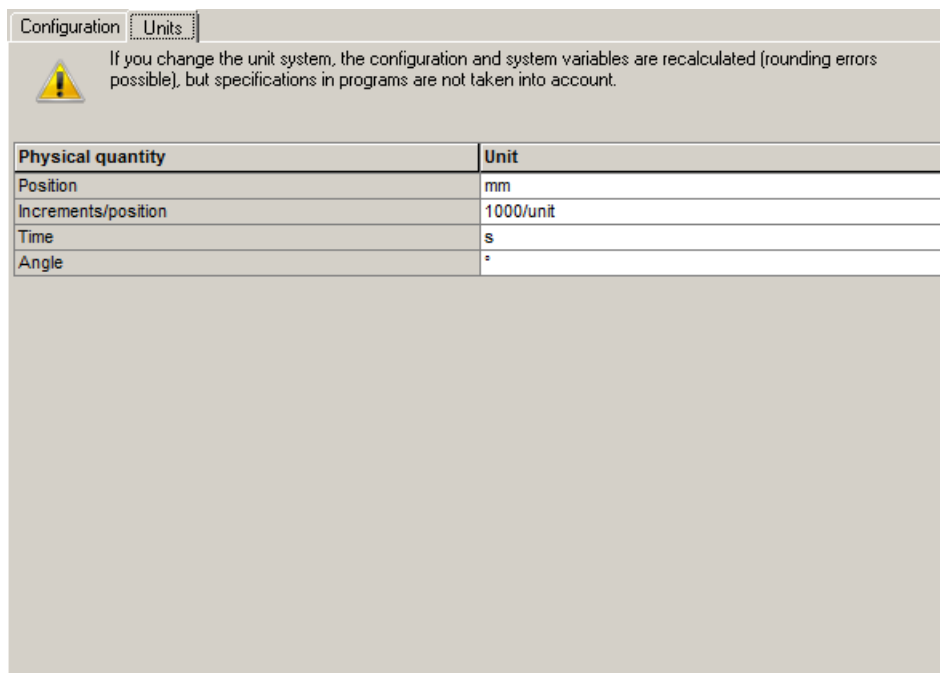 Configuration Units
If you change the unit system, the configuration and system variables are recalculated (rounding errors
possible), but specifications in programs are not taken into account.
Physical quantity Unit
Position mm
Increments/position 1000/unit
Time s
Angle °